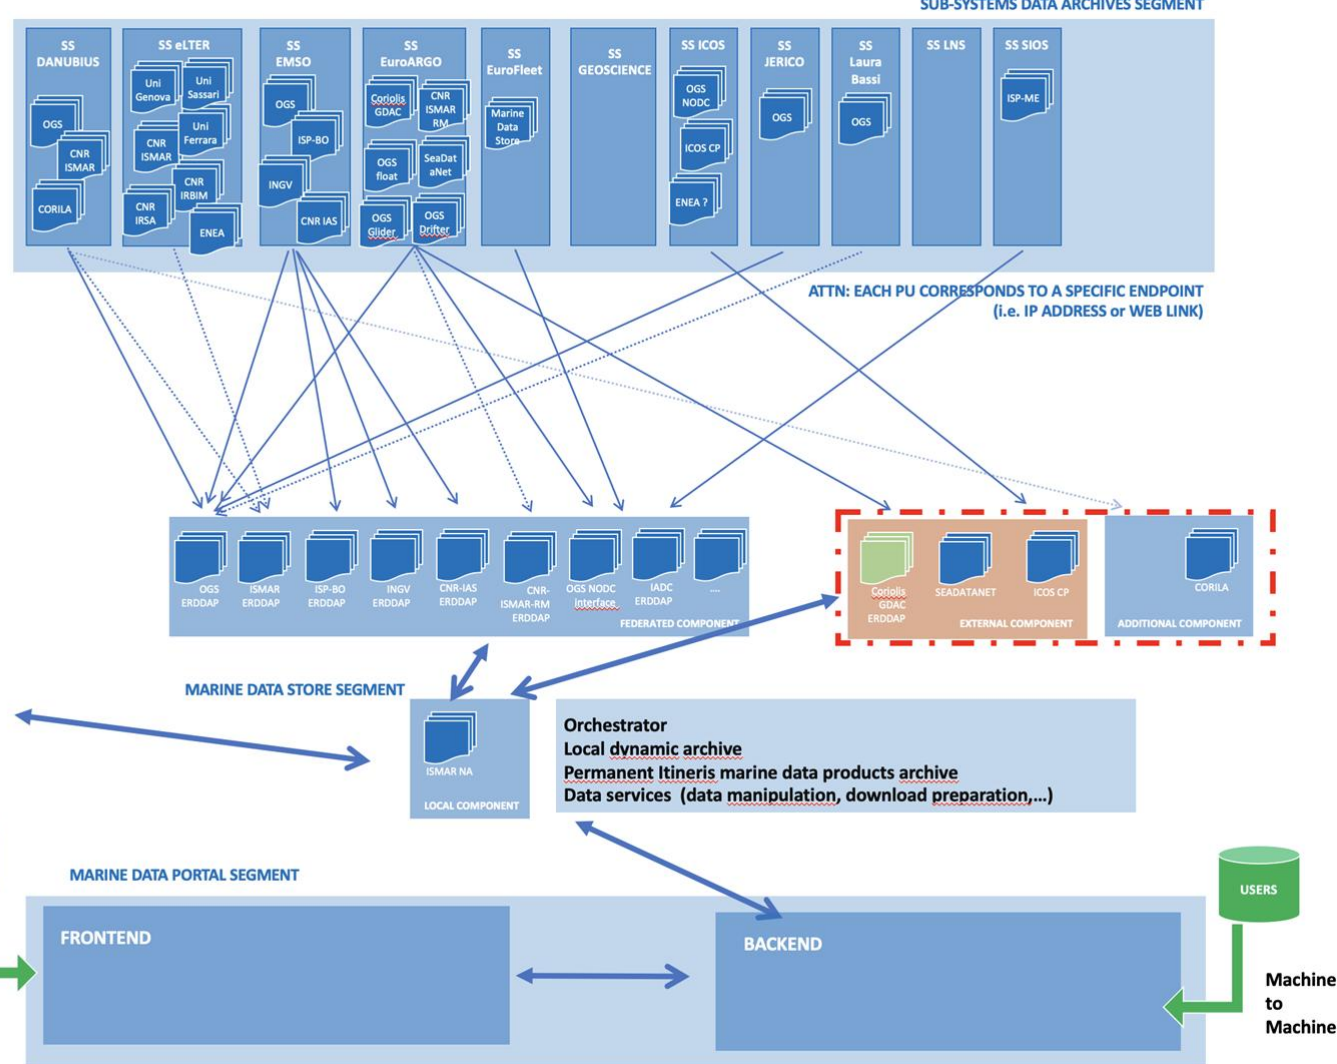 SUB-SYSTEMS DATA ARCHIVES SEGMENT
SS
DANUBIUS
OGS
CNR
ISMAR
CORILA
SS eLTER
Uni
Genova
Uni
Sassari
CNR
ISMAR
Uni
Ferrara
CNR
IRBIM
CNR
IRSA
ENEA
SS
EMSO
OGS
ISP-BO
INGV
CNR IAS
SS
EuroARGO
Coriolis
GDAC
CNR
ISMAR
RM
OGS
float
SeaDat
aNet
OGS
Glider
OGS
Drifter
SS
EuroFleet
Marine
Data
Store
SS
GEOSCIENCE
SS ICOS
OGS
NODC
ICOS CP
ENEA ?
SS
JERICO
OGS
SS
Laura
Bassi
OGS
SS LNS
SS SIOS
ISP-ME
ATTN: EACH PU CORRESPONDS TO A SPECIFIC ENDPOINT
(i.e. IP ADDRESS or WEB LINK)
OGS
ERDDAP
ISMAR
ERDDAP
ISP-BO
ERDDAP
INGV
ERDDAP
CNR-IAS
ERDDAP
CNR-
ISMAR-RM
ERDDAP
OGS NODC
interface
IADC
ERDDAP
....
FEDERATED COMPONENT
Coriolis
GDAC
ERDDAP
SEADATANET
ICOS CP
EXTERNAL COMPONENT
CORILA
ADDITIONAL COMPONENT
MARINE DATA STORE SEGMENT
ISMAR NA
LOCAL COMPONENT
Orchestrator
Local dynamic archive
Permanent Itineris marine data products archive
Data services  (data manipulation, download preparation,...)
MARINE DATA PORTAL SEGMENT
FRONTEND
BACKEND
USERS
Machine
to
Machine